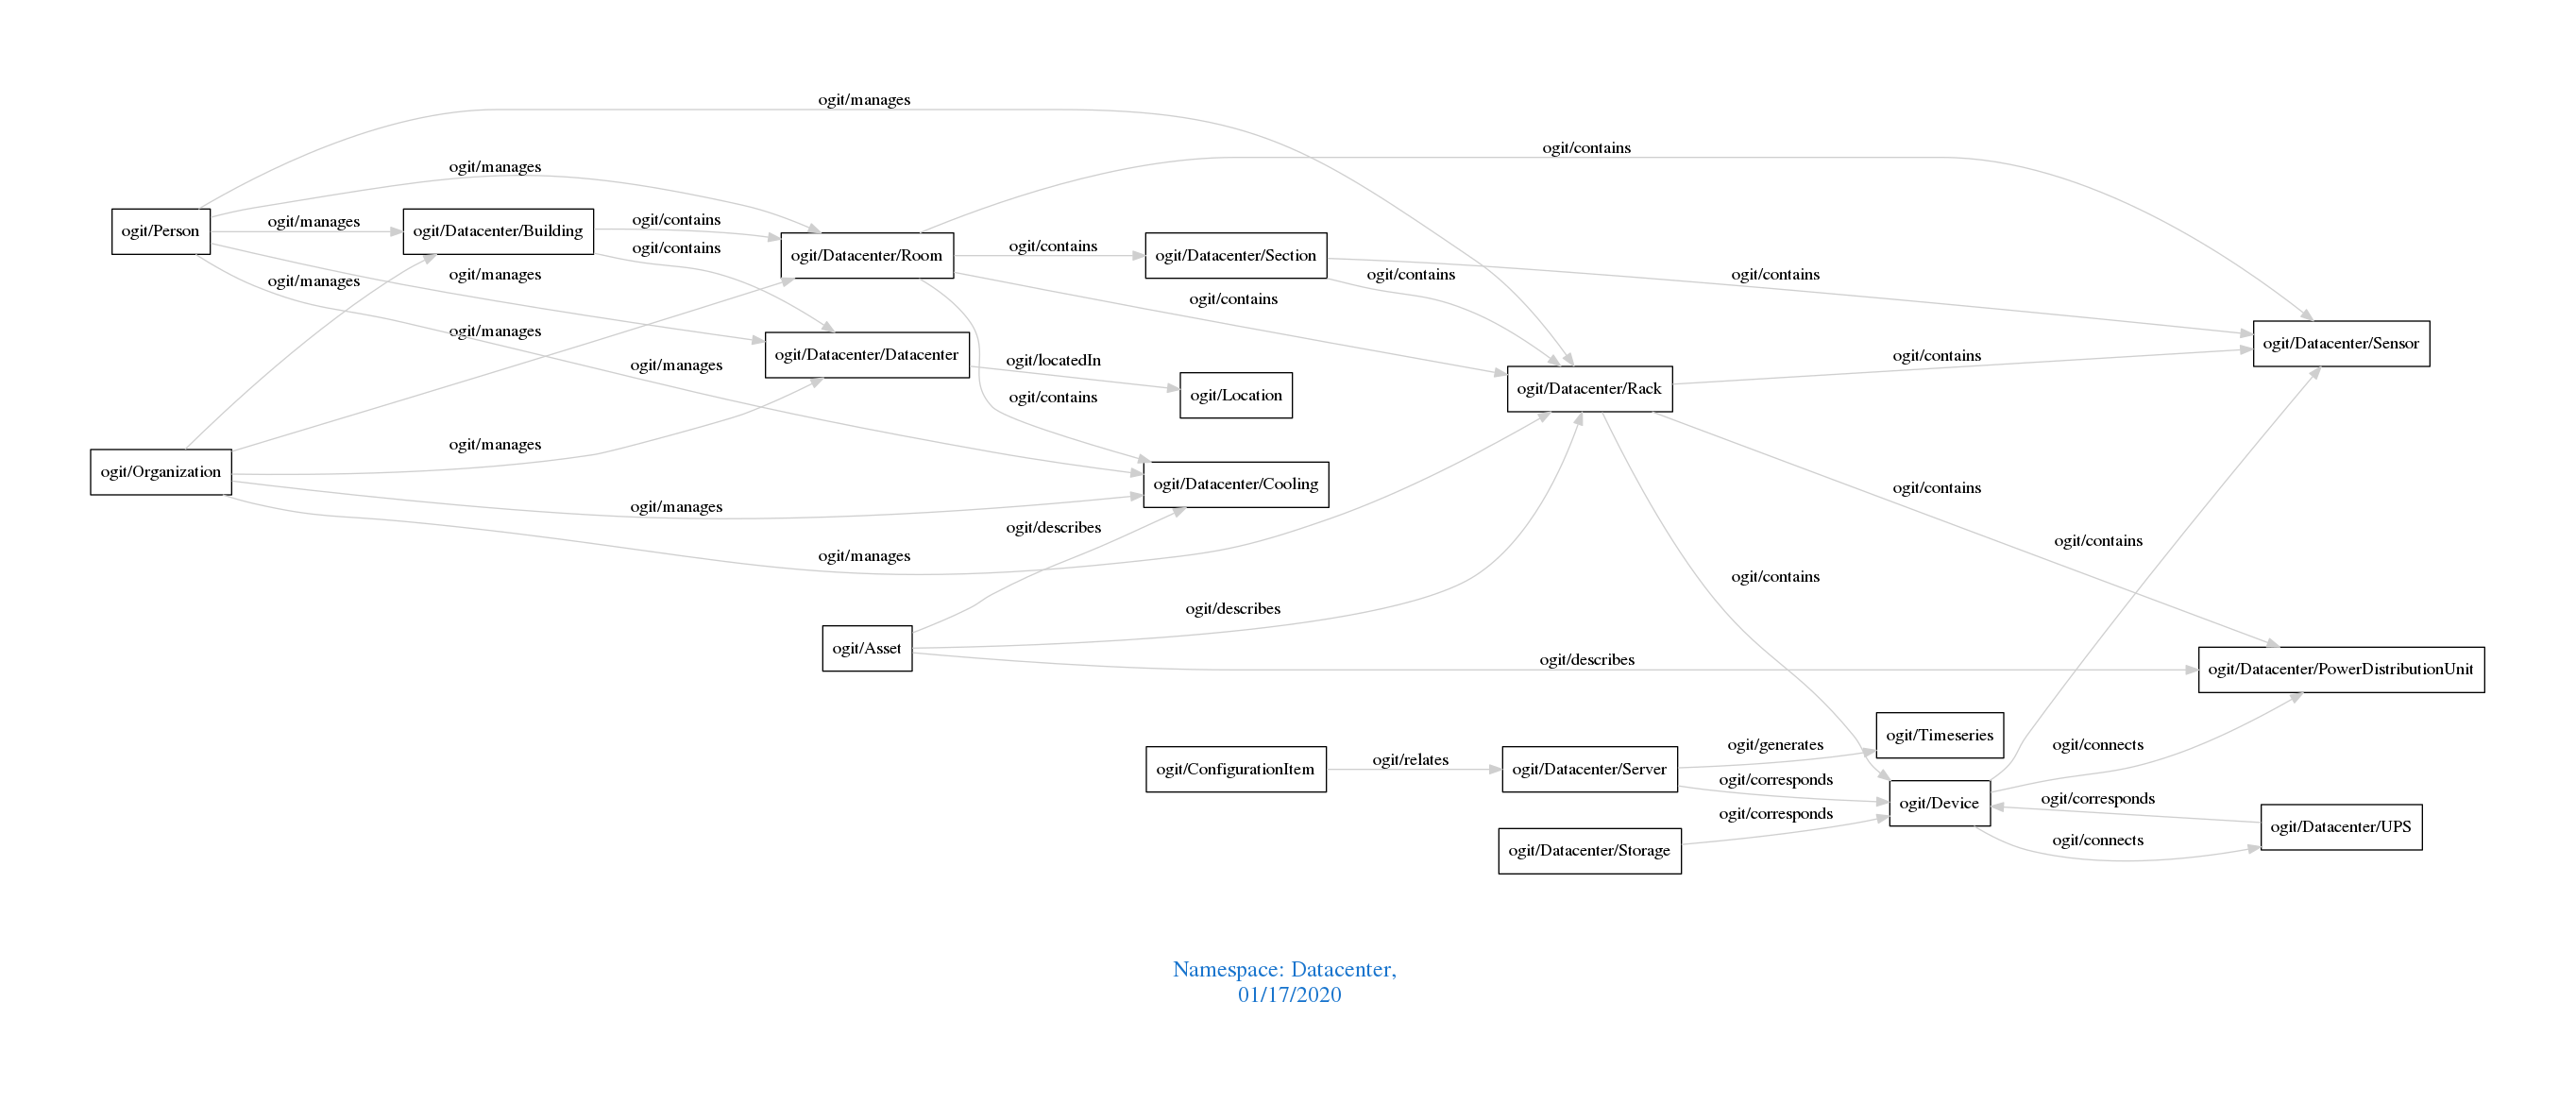 ogit/manages
ogit/contains
ogit/manages
ogit/manages
ogit/contains
ogit/Person
ogit/Datacenter/Building
ogit/contains
ogit/contains
ogit/Datacenter/Room
ogit/Datacenter/Section
ogit/manages
ogit/contains
ogit/contains
ogit/manages
ogit/contains
ogit/manages
ogit/Datacenter/Sensor
ogit/Datacenter/Datacenter
ogit/locatedIn
ogit/contains
ogit/manages
ogit/Datacenter/Rack
ogit/Location
ogit/contains
ogit/manages
ogit/Organization
ogit/Datacenter/Cooling
ogit/contains
ogit/manages
ogit/describes
ogit/contains
ogit/manages
ogit/contains
ogit/describes
ogit/Asset
ogit/describes
ogit/Datacenter/PowerDistributionUnit
ogit/Timeseries
ogit/generates
ogit/connects
ogit/relates
ogit/ConfigurationItem
ogit/Datacenter/Server
ogit/corresponds
ogit/corresponds
ogit/Device
ogit/corresponds
ogit/Datacenter/UPS
ogit/connects
ogit/Datacenter/Storage
Namespace: Datacenter,
01/17/2020